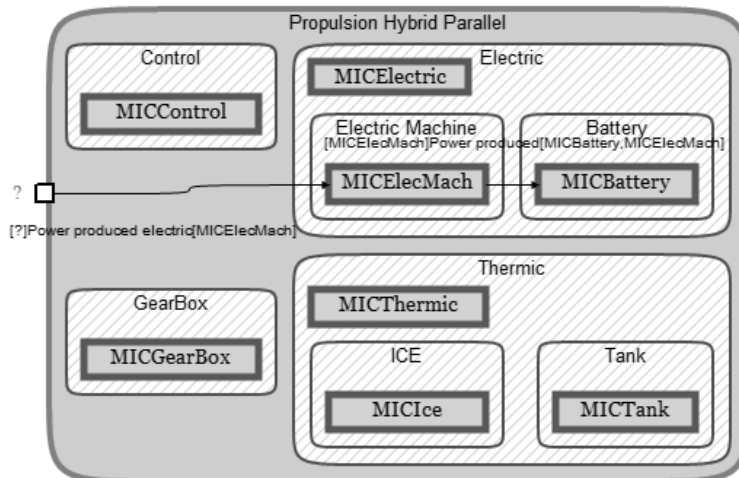 Propulsion Hybrid Parallel
Control
MICControl
Electric
MICElectric
Electric Machine
Battery
[MICElecMach]Power produced[MICBattery,MICElecMach]
MICElecMach
MICBattery
?
[?]Power produced electric[MICElecMach]
GearBox
MICGearBox
Thermic
MICThermic
ICE
MICIce
Tank
MICTank